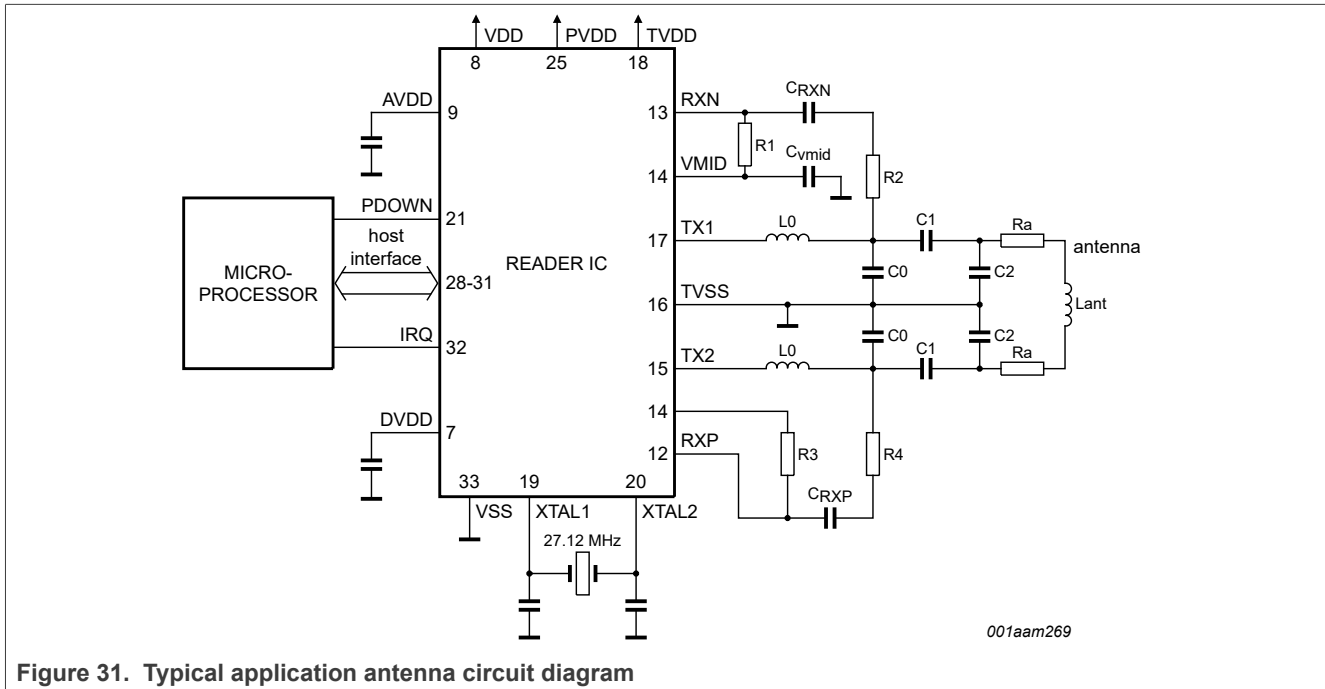 VDD PVDD TVDD
8 25 18
AVDD
9
13 RXN
CRXN
R1
14 VMID
Cvmid
R2
PDOWN
21
host
interface
28-31
MICRO-
PROCESSOR
READER IC
17 TX1
L0
C1
Ra
antenna
C0
C2
16 TVSS
Lant
IRQ
32
C0
C1
C2
15 TX2
L0
Ra
14
DVDD
7
12 RXP
R3
R4
CRXP
33 19 20
VSS XTAL1 XTAL2
27.12 MHz
001aam269
Figure 31. Typical application antenna circuit diagram